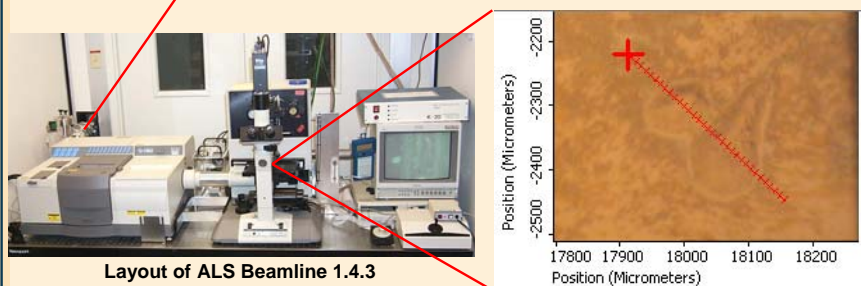 Layout of ALS Beamline 1.4.3
Position (Micrometers)
-2200
-2300
-2400
-2500
17800 17900 18000 18100 18200
Position (Micrometers)